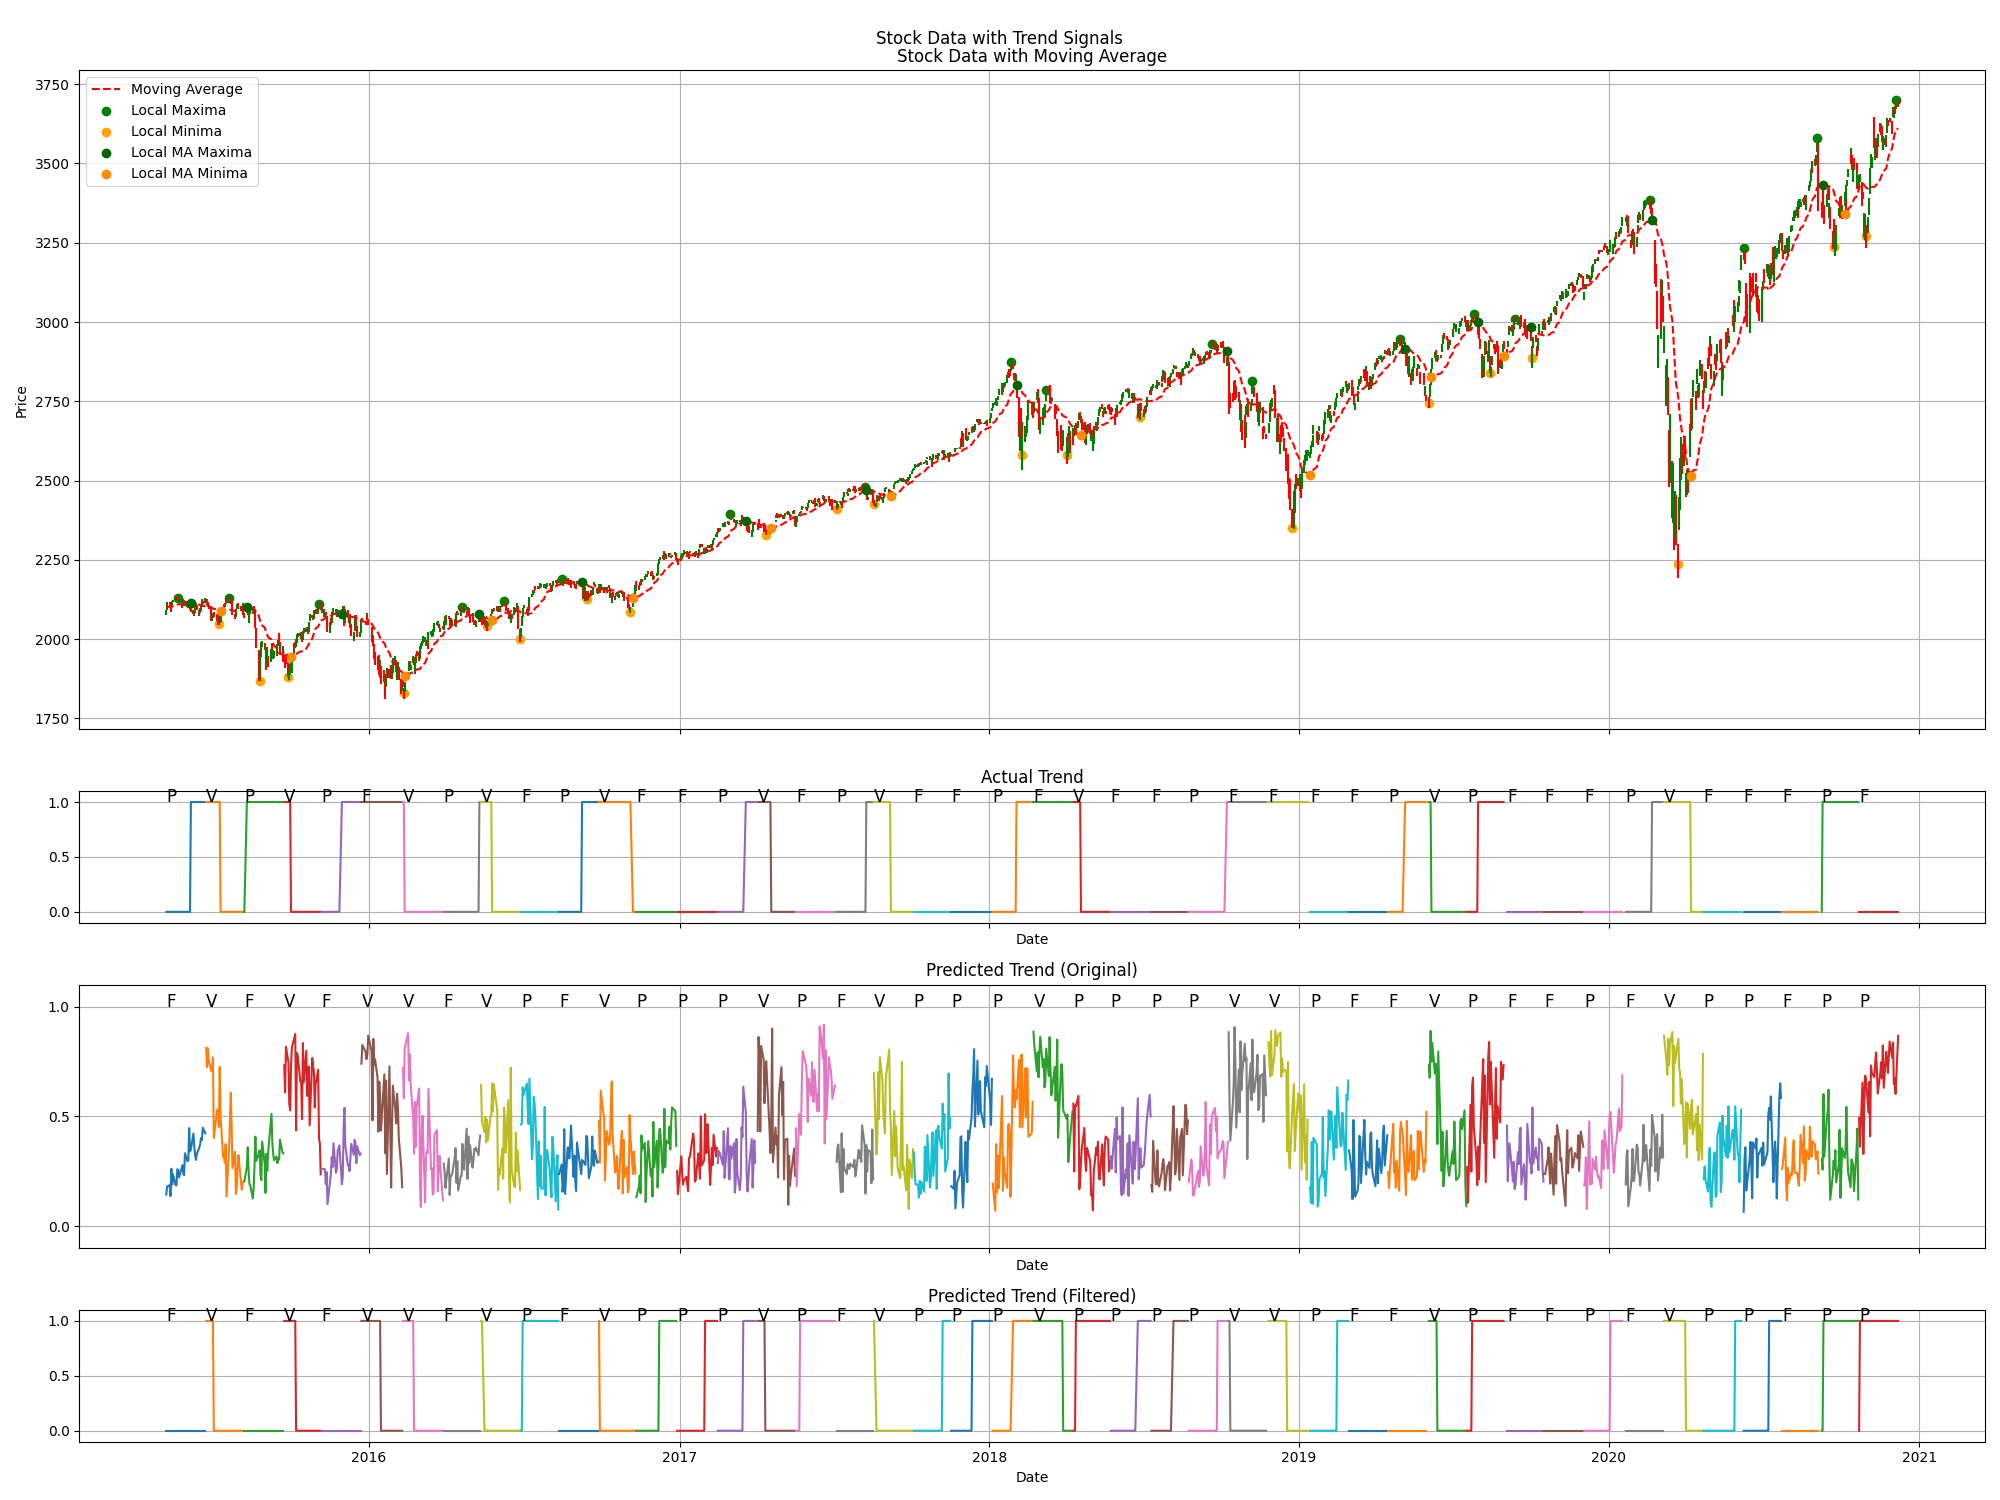 Stock Data with Trend Signals
Stock Data with Moving Average
Moving Average
Local Maxima
Local Minima
Local MA Maxima
Local MA Minima
Price
3750
3500
3250
3000
2750
2500
2250
2000
1750
Actual Trend
P V P V P F V P V F P V F F P V F P V F F P F V F F P F F F F P V P F F F P V F F F P F
1.0
0.5
0.0
Date
Predicted Trend (Original)
F V F V F V V F V P F V P P P V P F V P P P V P P P P V V P F F V P F F P F V P P F P P
1.0
0.5
0.0
Date
Predicted Trend (Filtered)
F V F V F V V F V P F V P P P V P F V P P P V P P P P V V P F F V P F F P F V P P F P P
1.0
0.5
0.0
2016 2017 2018 2019 2020 2021
Date